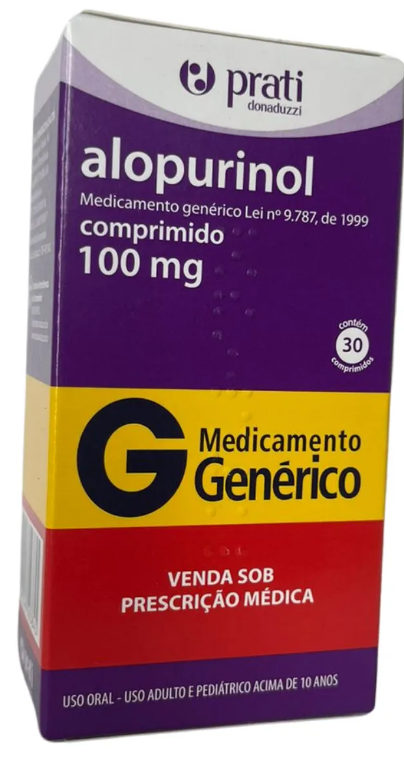 prati
donaduzzi
alopurinol
Medicamento genérico Lei nº 9.787, de 1999
comprimido
100 mg
contém
30
comprimidos
G Medicamento
Genérico
VENDA SOB
PRESCRIÇÃO MÉDICA
USO ORAL - USO ADULTO E PEDIÁTRICO ACIMA DE 10 ANOS